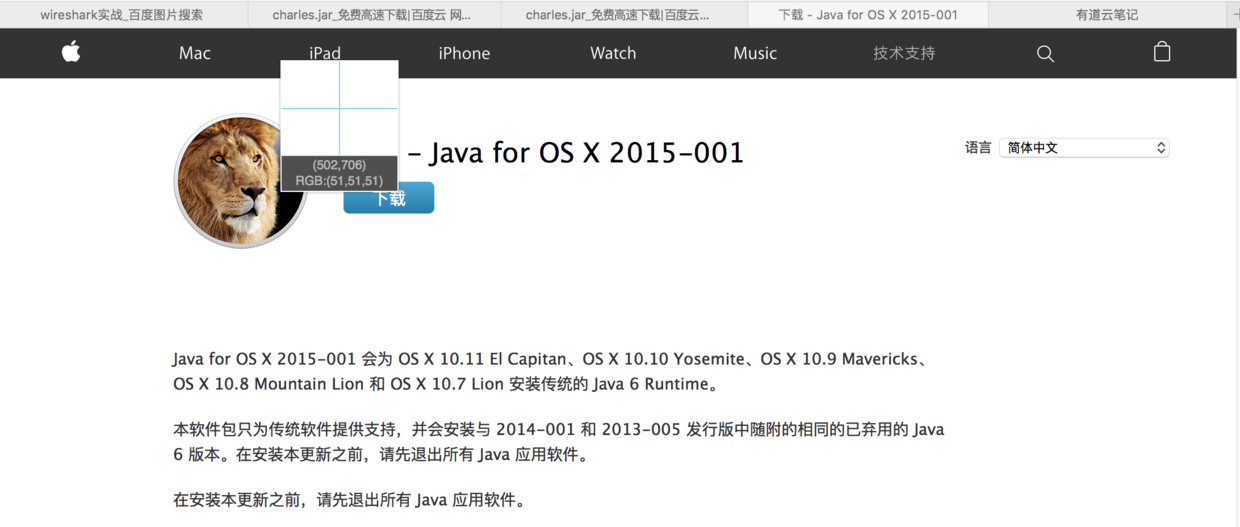 wireshark实战_百度图片搜索
charles.jar_免费高速下载|百度云 网...
charles.jar_免费高速下载|百度云...
下载 - Java for OS X 2015-001
有道云笔记
Mac
iPad
iPhone
Watch
Music
技术支持
(502,706)
RGB:(51,51,51)
– Java for OS X 2015-001
语言
简体中文
下载
Java for OS X 2015-001 会为 OS X 10.11 El Capitan、OS X 10.10 Yosemite、OS X 10.9 Mavericks、
OS X 10.8 Mountain Lion 和 OS X 10.7 Lion 安装传统的 Java 6 Runtime。
本软件包只为传统软件提供支持，并会安装与 2014-001 和 2013-005 发行版中随附的相同的已弃用的 Java
6 版本。在安装本更新之前，请先退出所有 Java 应用软件。
在安装本更新之前，请先退出所有 Java 应用软件。